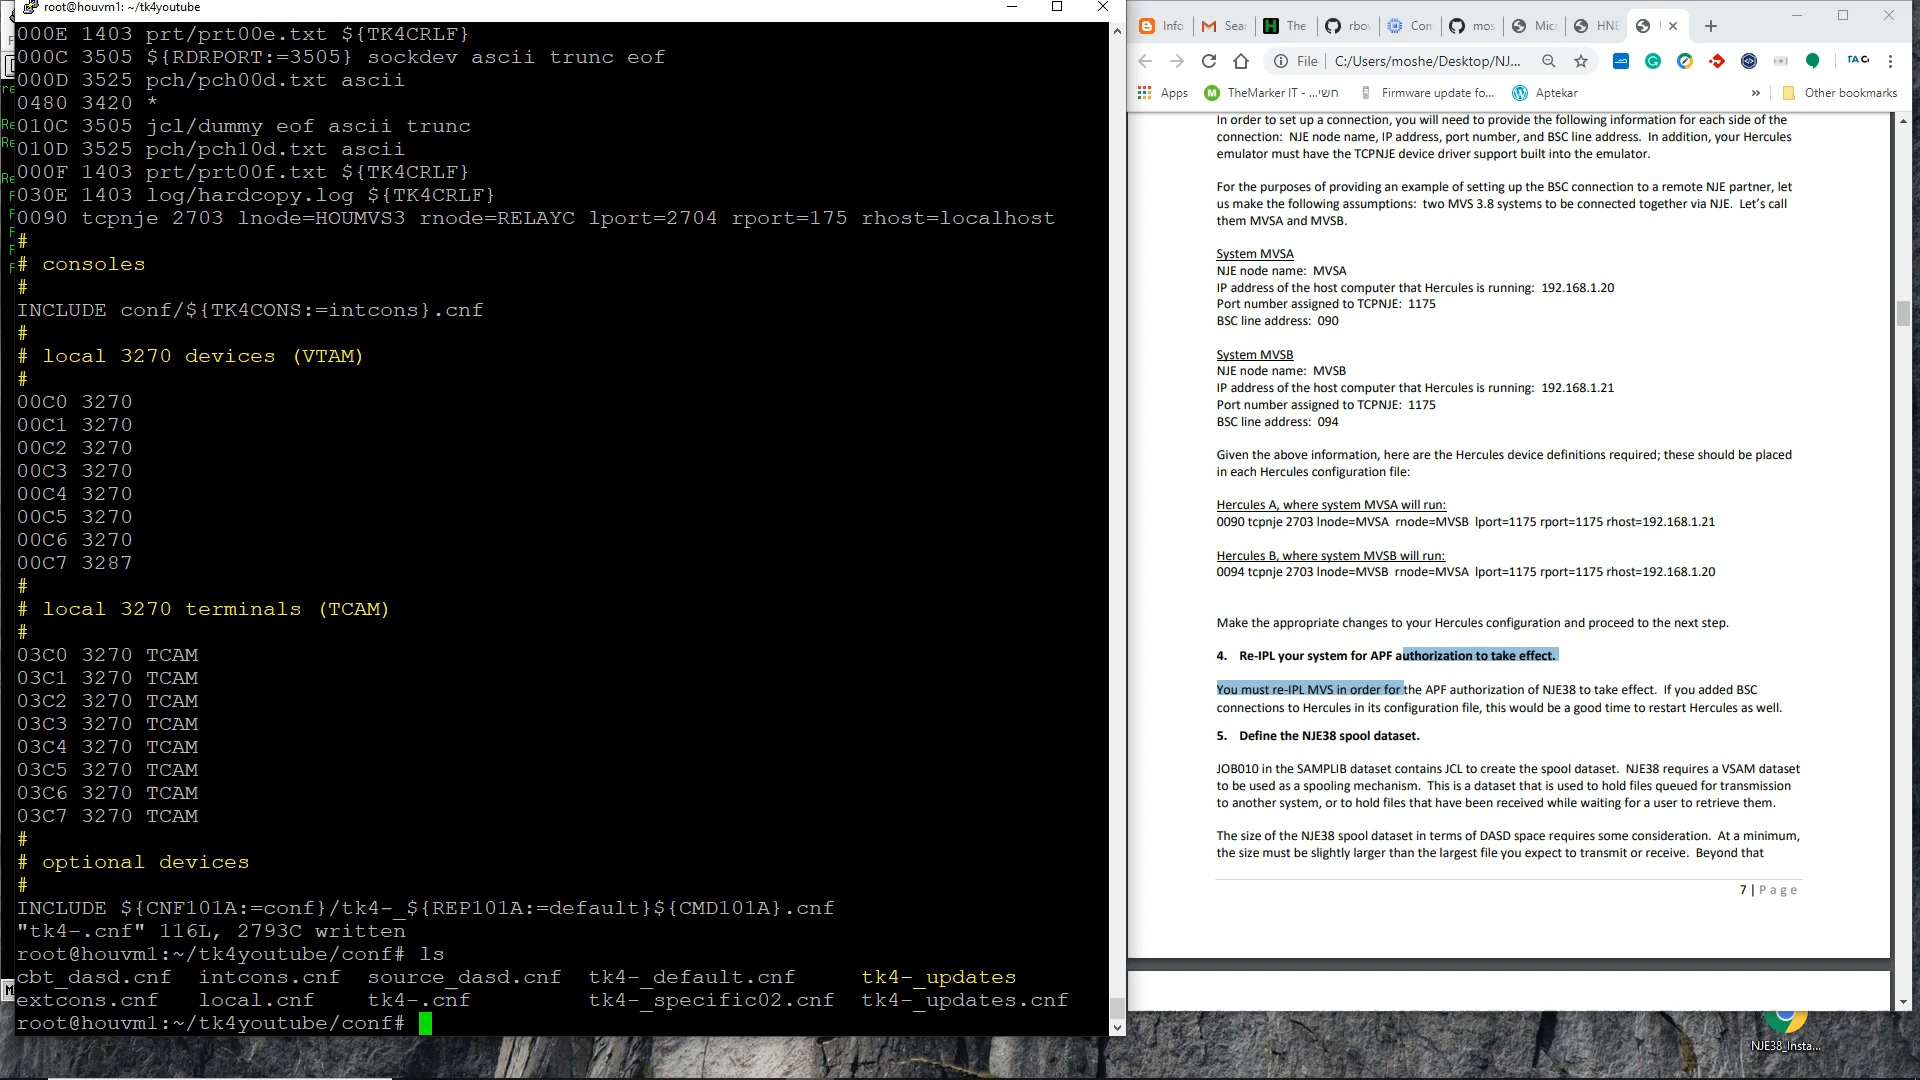 root@houvm1: ~/tk4youtube
000E 1403 prt/prt00e.txt ${TK4CRLF}
000C 3505 ${RDRPORT:=3505} sockdev ascii trunc eof
000D 3525 pch/pch00d.txt ascii
0480 3420 *
010C 3505 jcl/dummy eof ascii trunc
010D 3525 pch/pch10d.txt ascii
000F 1403 prt/prt00f.txt ${TK4CRLF}
030E 1403 log/hardcopy.log ${TK4CRLF}
0090 tcpnje 2703 lnode=HOUMVS3 rnode=RELAYC lport=2704 rport=175 rhost=localhost
#
# consoles
#
INCLUDE conf/${TK4CONS:=intcons}.cnf
#
# local 3270 devices (VTAM)
#
00C0 3270
00C1 3270
00C2 3270
00C3 3270
00C4 3270
00C5 3270
00C6 3270
00C7 3287
#
# local 3270 terminals (TCAM)
#
03C0 3270 TCAM
03C1 3270 TCAM
03C2 3270 TCAM
03C3 3270 TCAM
03C4 3270 TCAM
03C5 3270 TCAM
03C6 3270 TCAM
03C7 3270 TCAM
#
# optional devices
#
INCLUDE ${CNF101A:=conf}/tk4-_${REP101A:=default}${CMD101A}.cnf
"tk4-.cnf" 116L, 2793C written
root@houvm1:~/tk4youtube/conf# ls
cbt_dasd.cnf intcons.cnf source_dasd.cnf tk4-_default.cnf tk4-_updates
extcons.cnf local.cnf tk4-.cnf tk4-_specific02.cnf tk4-_updates.cnf
root@houvm1:~/tk4youtube/conf#
Info Sea The rbo Con mos Mic HNE
File C:/Users/moshe/Desktop/NJ...
Apps TheMarker IT - ...חשי Firmware update fo... Aptekar » Other bookmarks
In order to set up a connection, you will need to provide the following information for each side of the
connection: NJE node name, IP address, port number, and BSC line address. In addition, your Hercules
emulator must have the TCPNJE device driver support built into the emulator.
For the purposes of providing an example of setting up the BSC connection to a remote NJE partner, let
us make the following assumptions: two MVS 3.8 systems to be connected together via NJE. Let's call
them MVSA and MVSB.
System MVSA
NJE node name: MVSA
IP address of the host computer that Hercules is running: 192.168.1.20
Port number assigned to TCPNJE: 1175
BSC line address: 090
System MVSB
NJE node name: MVSB
IP address of the host computer that Hercules is running: 192.168.1.21
Port number assigned to TCPNJE: 1175
BSC line address: 094
Given the above information, here are the Hercules device definitions required; these should be placed
in each Hercules configuration file:
Hercules A, where system MVSA will run:
0090 tcpnje 2703 lnode=MVSA rnode=MVSB lport=1175 rport=1175 rhost=192.168.1.21
Hercules B, where system MVSB will run:
0094 tcpnje 2703 lnode=MVSB rnode=MVSA lport=1175 rport=1175 rhost=192.168.1.20
Make the appropriate changes to your Hercules configuration and proceed to the next step.
4. Re-IPL your system for APF authorization to take effect.
You must re-IPL MVS in order for the APF authorization of NJE38 to take effect. If you added BSC
connections to Hercules in its configuration file, this would be a good time to restart Hercules as well.
5. Define the NJE38 spool dataset.
JOB010 in the SAMPLIB dataset contains JCL to create the spool dataset. NJE38 requires a VSAM dataset
to be used as a spooling mechanism. This is a dataset that is used to hold files queued for transmission
to another system, or to hold files that have been received while waiting for a user to retrieve them.
The size of the NJE38 spool dataset in terms of DASD space requires some consideration. At a minimum,
the size must be slightly larger than the largest file you expect to transmit or receive. Beyond that
7 | Page
NJE38_Insta...